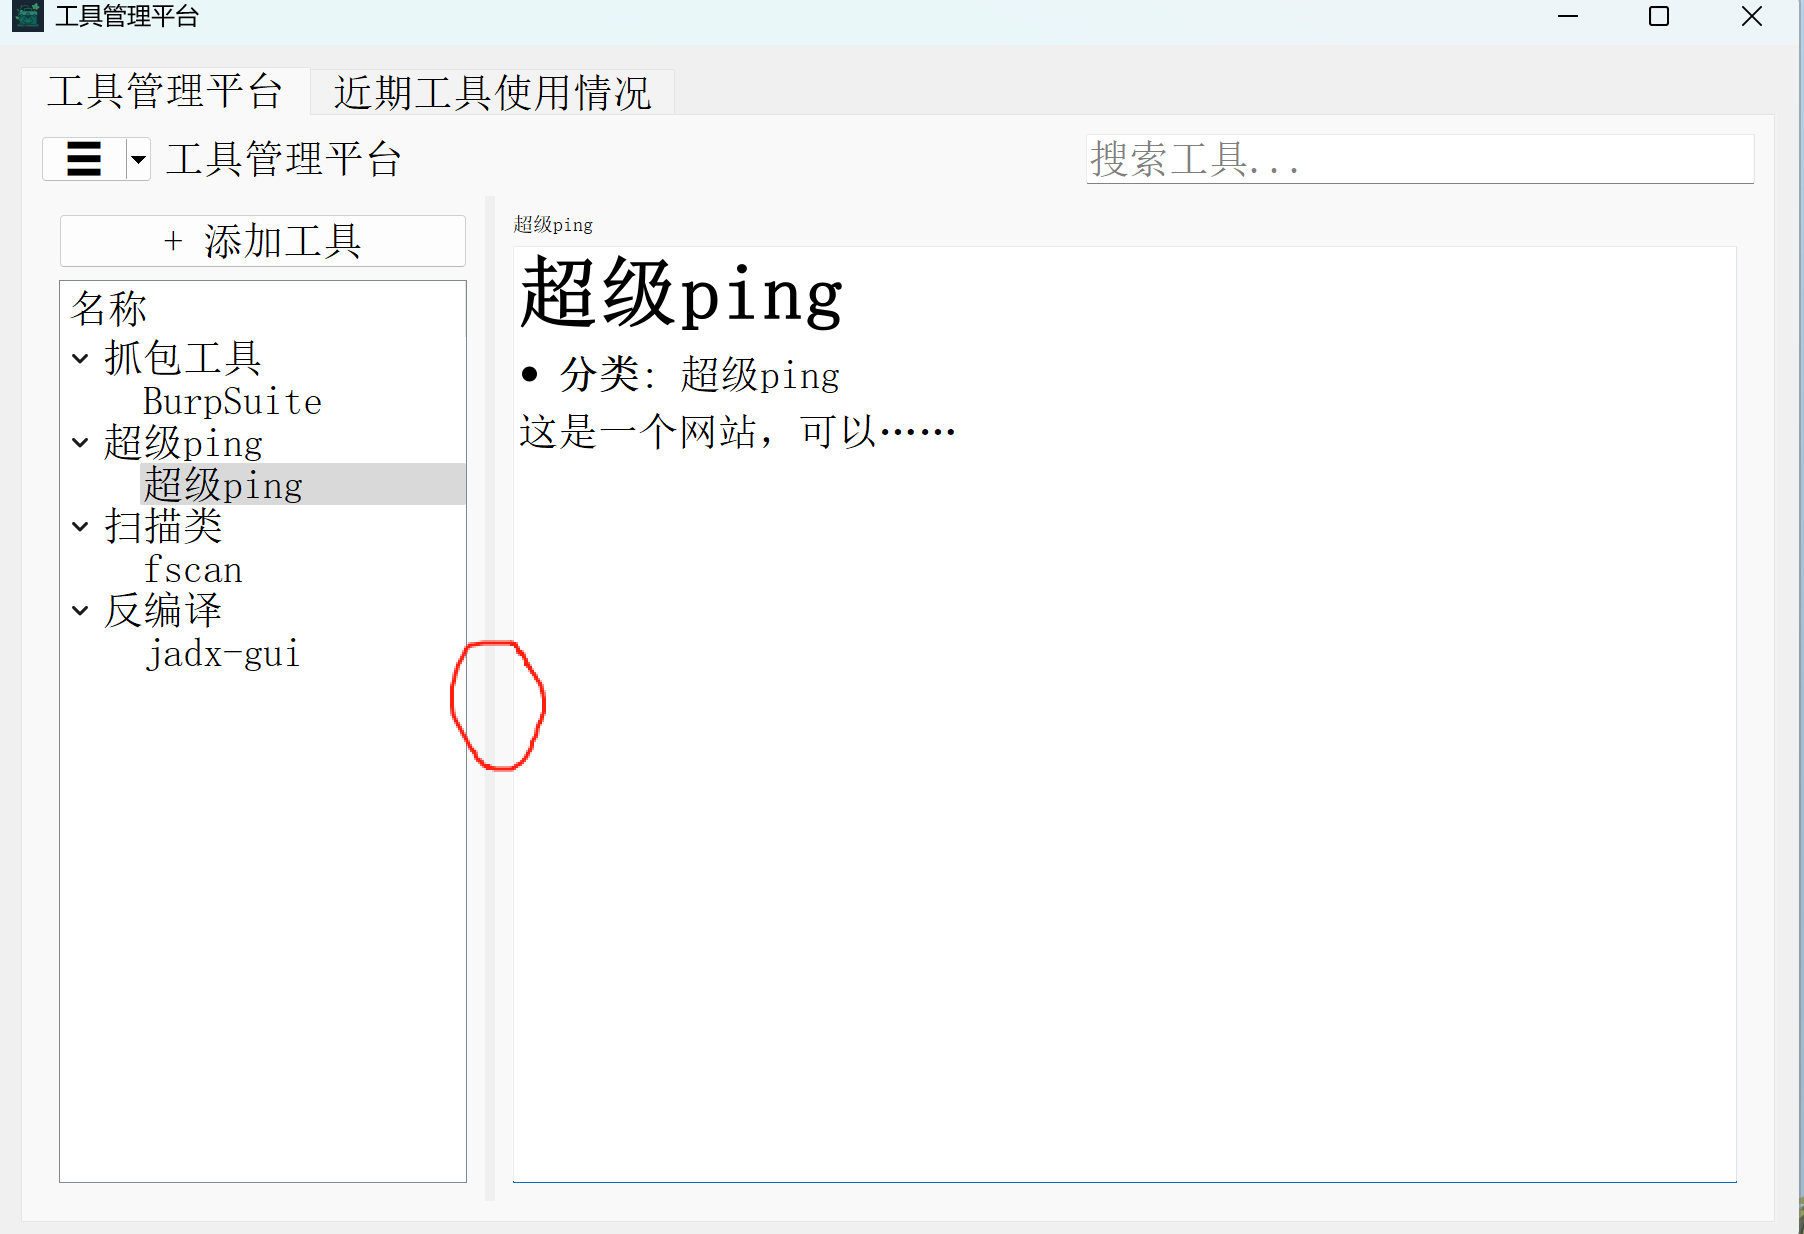 工具管理平台
工具管理平台 近期工具使用情况
工具管理平台 搜索工具...
+ 添加工具
名称
抓包工具
BurpSuite
超级ping
超级ping
扫描类
fscan
反编译
jadx-gui
超级ping
超级ping
• 分类: 超级ping
这是一个网站，可以……